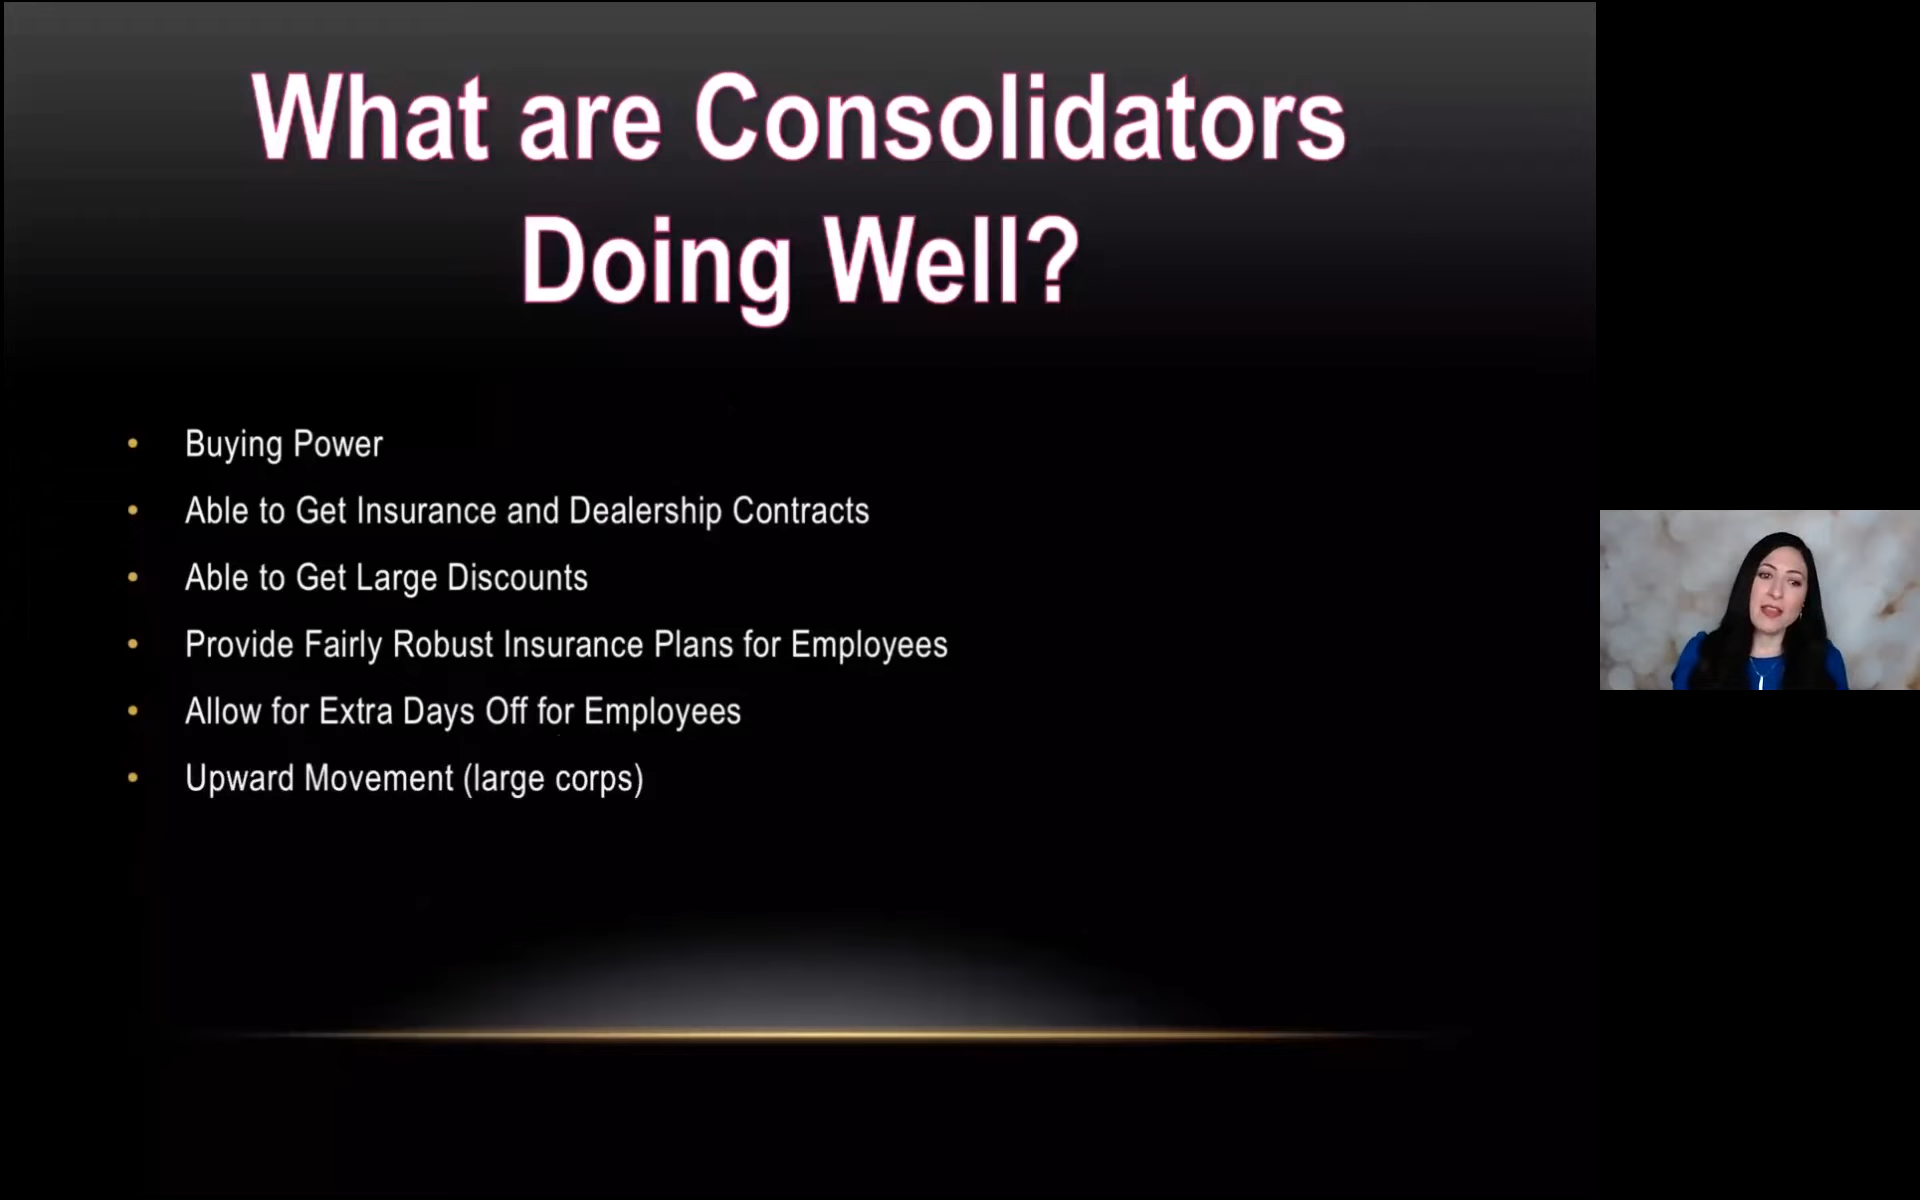 What are Consolidators
Doing Well?
• Buying Power
• Able to Get Insurance and Dealership Contracts
• Able to Get Large Discounts
• Provide Fairly Robust Insurance Plans for Employees
• Allow for Extra Days Off for Employees
• Upward Movement (large corps)